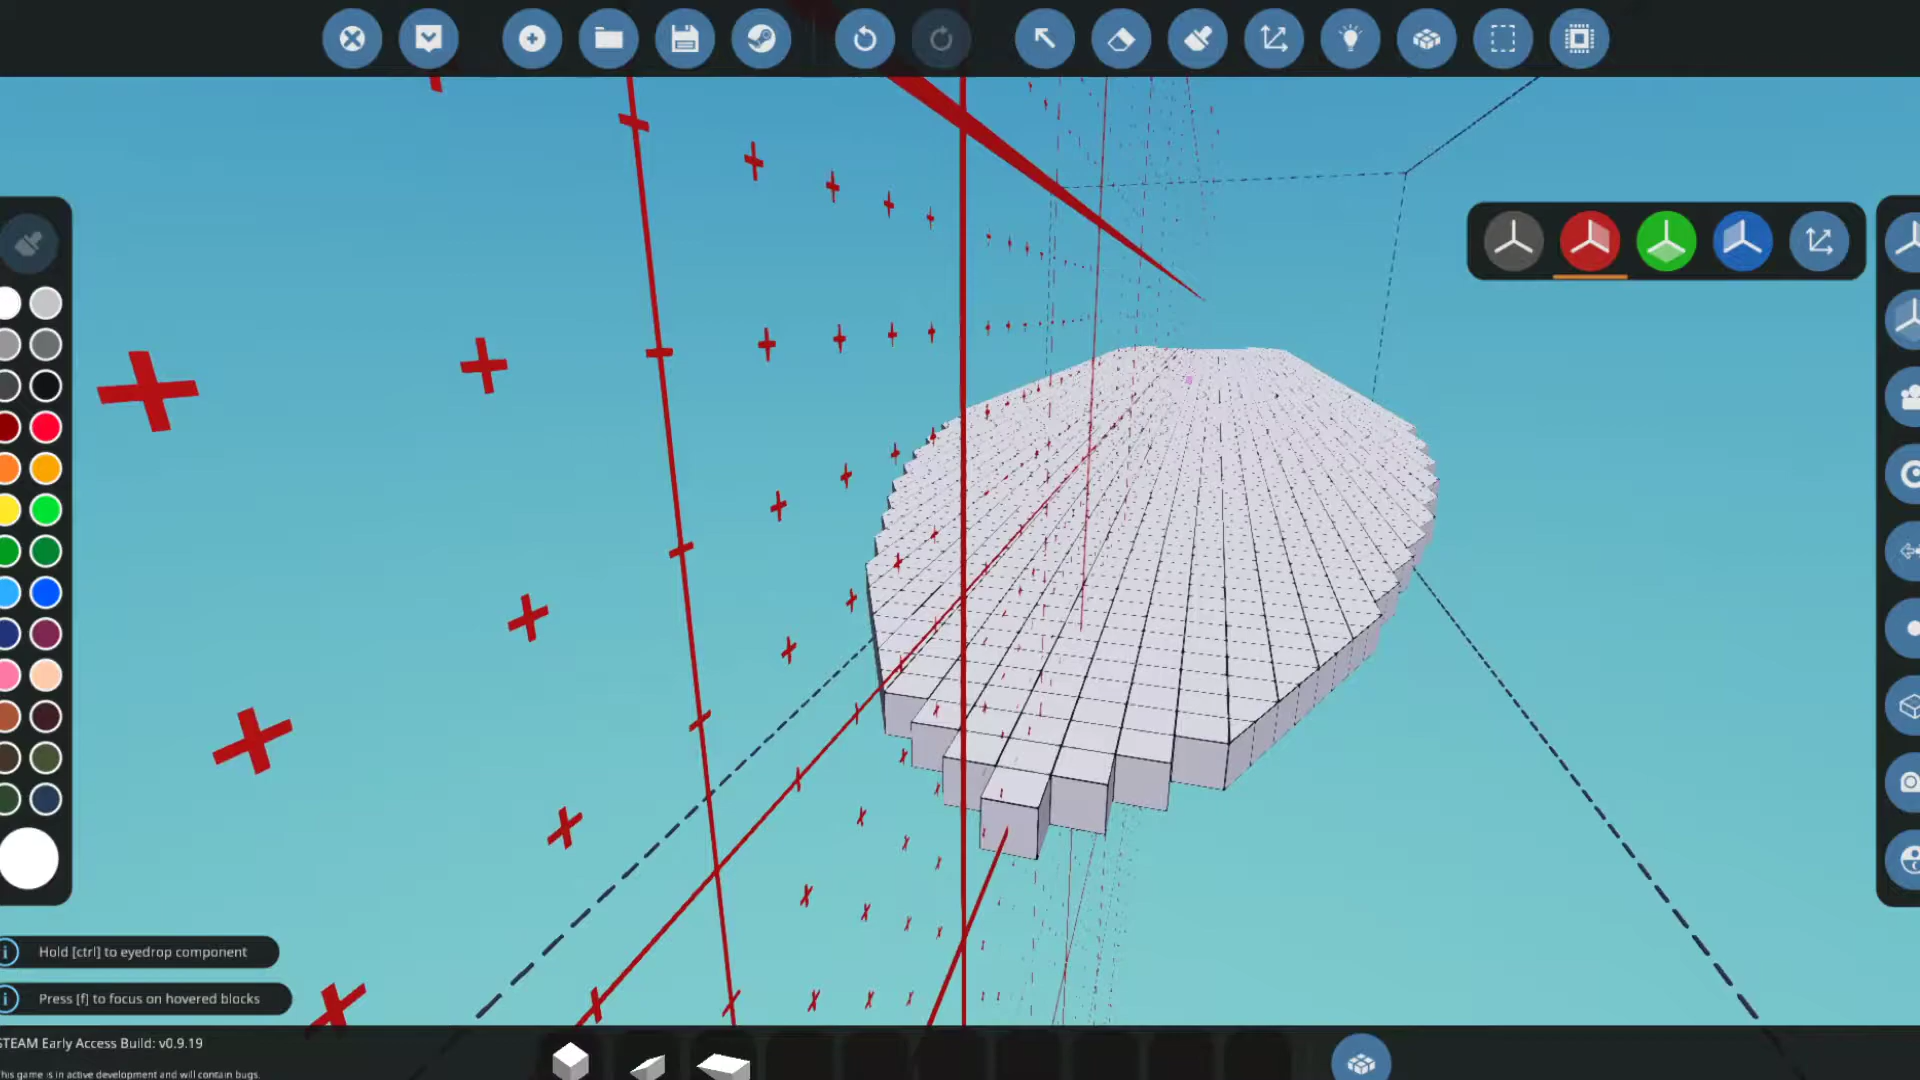 Hold [ctrl] to eyedrop component
Press [f] to focus on hovered blocks
STEAM Early Access Build: v0.9.19
This game is in active development and will contain bugs.